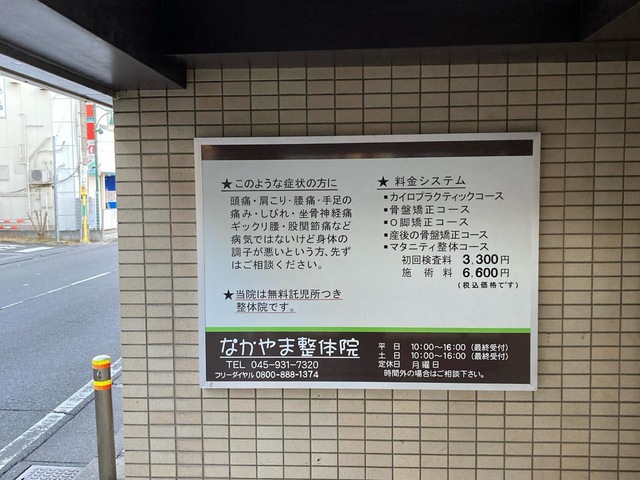 ★このような症状の方に
頭痛・肩こり・腰痛・手足の
痛み・しびれ・坐骨神経痛
ギックリ腰・股関節痛など
病気ではないけど身体の
調子が悪いという方、先ず
はご相談ください。
★当院は無料託児所つき
整体院です。
★ 料金システム
■カイロプラクティックコース
■骨盤矯正コース
■O脚矯正コース
■産後の骨盤矯正コース
■マタニティ整体コース
初回検査料 3,300円
施術料 6,600円
(税込価格です)
なかやま整体院
TEL 045-931-7320
フリーダイヤル 0800-888-1374
平日 10:00〜16:00（最終受付）
土日 10:00〜16:00（最終受付）
定休日 月曜日
時間外の場合はご相談下さい。